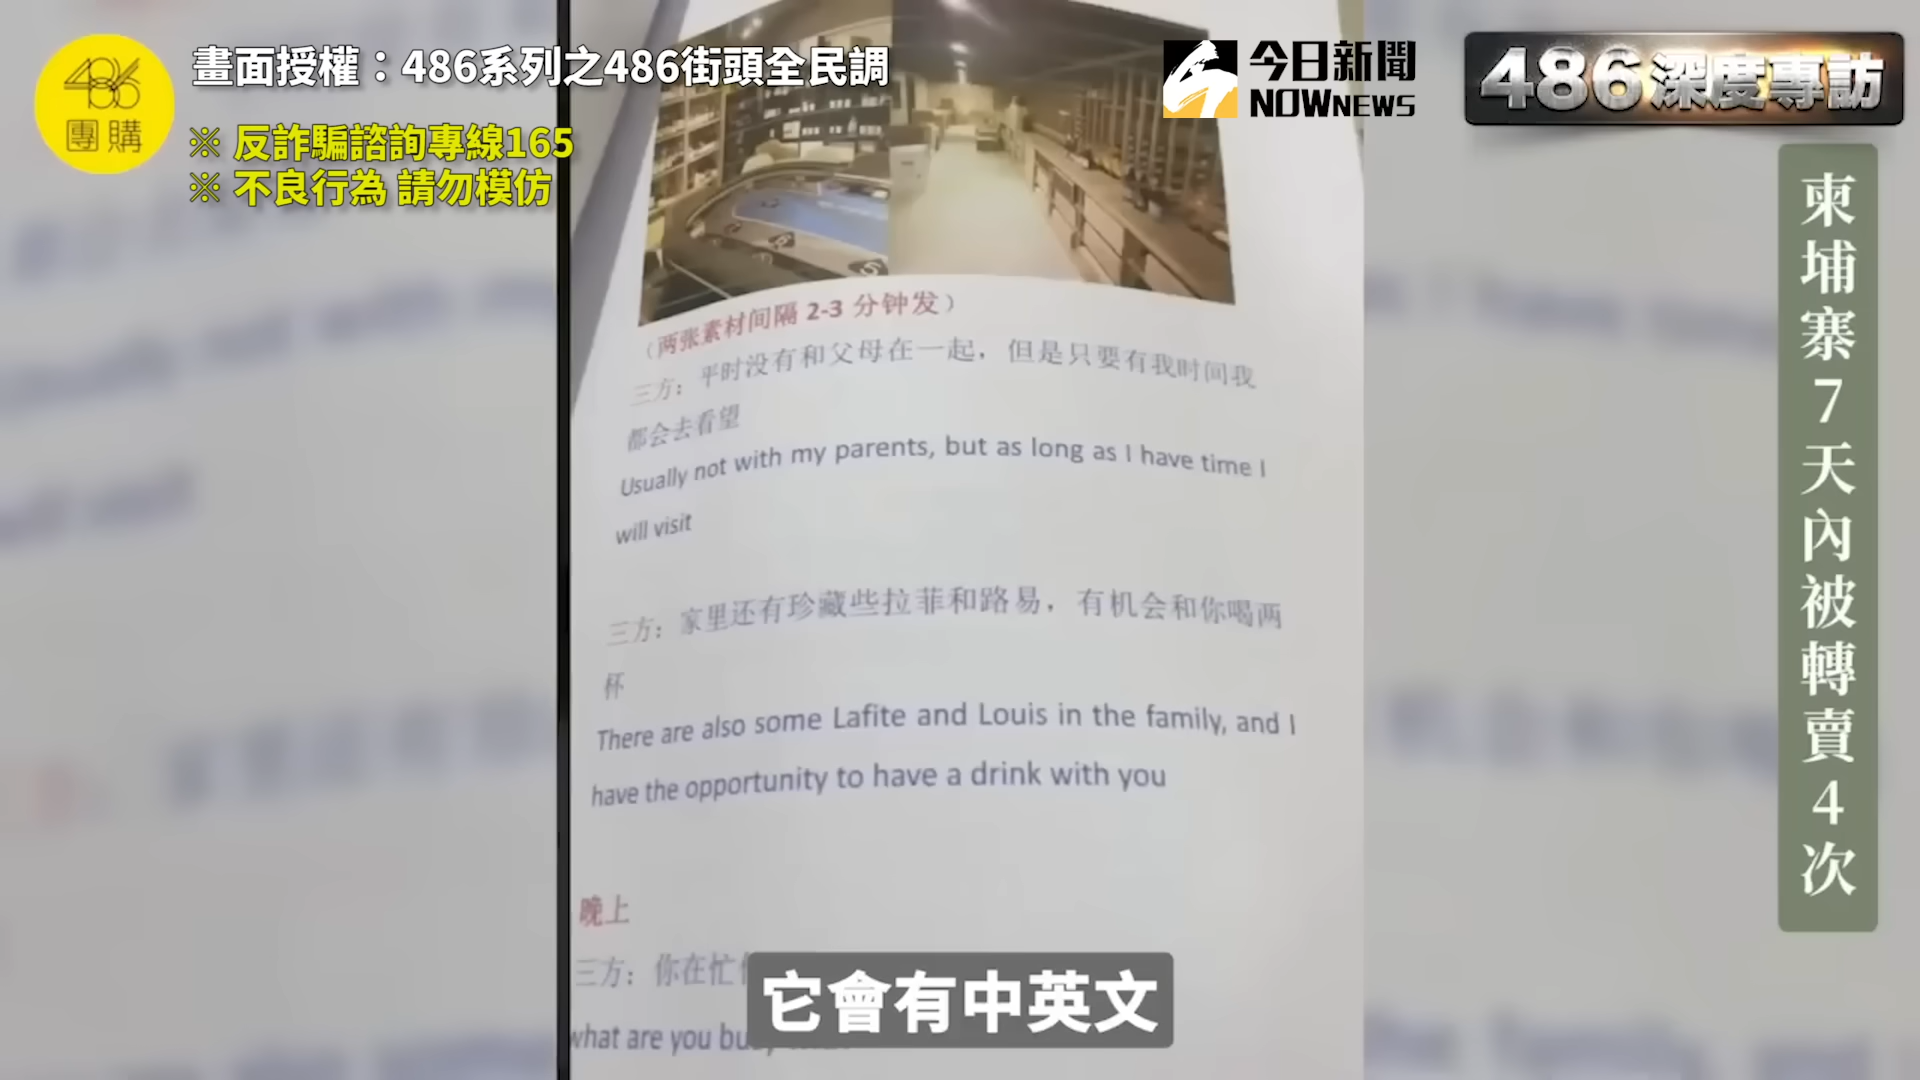 486
團購
畫面授權：486系列之486街頭全民調
※ 反詐騙諮詢專線165
※ 不良行為 請勿模仿
今日新聞
NOWNEWS
486深度專訪
柬埔寨7天內被轉賣4次
（两张素材间隔 2-3 分钟发）
三方：平时没有和父母在一起，但是只要有我时间我
都会去看望
Usually not with my parents, but as long as I have time I
will visit
三方：家里还有珍藏些拉菲和路易，有机会和你喝两
杯
There are also some Lafite and Louis in the family, and I
have the opportunity to have a drink with you
晚上
三方：你在忙
what are you
它會有中英文